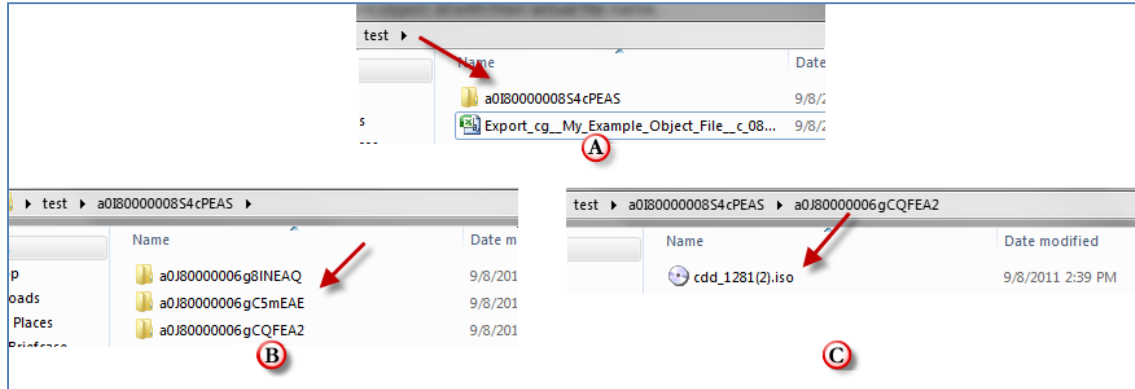 test
Name Date
a0I80000008S4cPEAS 9/8/2
s Export_cg__My_Example_Object_File__c_08... 9/8/2
A
test a0I80000008S4cPEAS
Name Date m
p a0J80000006g8INEAQ 9/8/201
oads a0J80000006gC5mEAE 9/8/201
Places a0J80000006gCQFEA2 9/8/201
B
test a0I80000008S4cPEAS a0J80000006gCQFEA2
Name Date modified
cdd_1281(2).iso 9/8/2011 2:39 PM
C